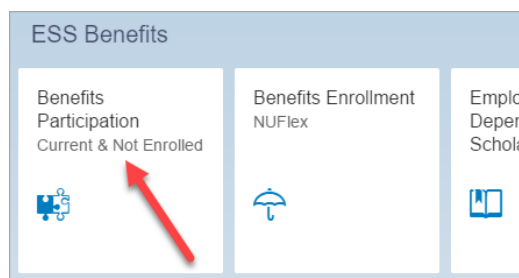 ESS Benefits
Benefits
Participation
Current & Not Enrolled
Benefits Enrollment
NUFlex